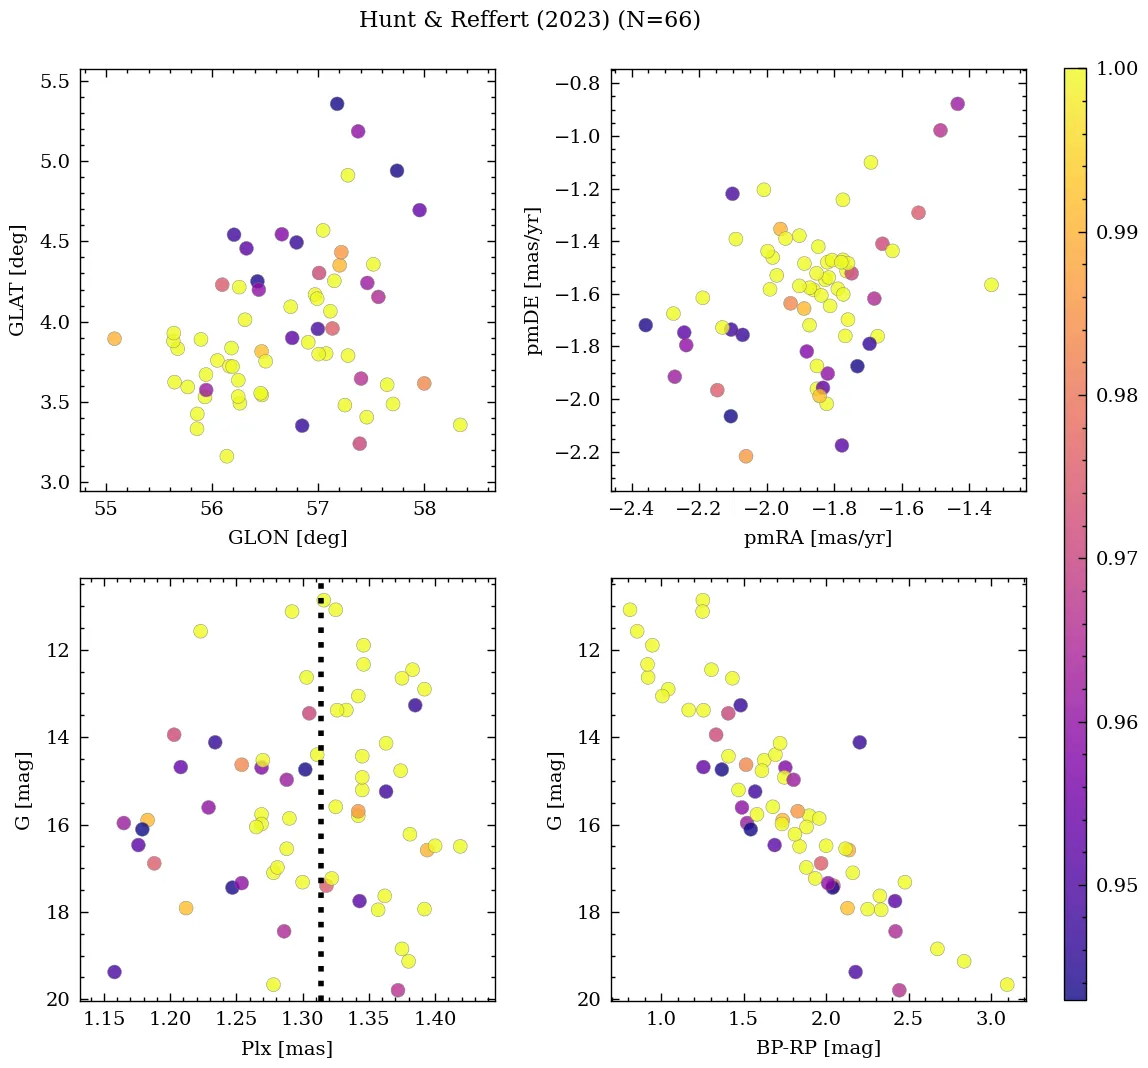 Hunt & Reffert (2023) (N=66)
5.5
5.0
4.5
4.0
3.5
3.0
GLAT [deg]
55 56 57 58
GLON [deg]
−0.8
−1.0
−1.2
−1.4
−1.6
−1.8
−2.0
−2.2
pmDE [mas/yr]
−2.4 −2.2 −2.0 −1.8 −1.6 −1.4
pmRA [mas/yr]
12
14
16
18
20
G [mag]
1.15 1.20 1.25 1.30 1.35 1.40
Plx [mas]
12
14
16
18
20
G [mag]
1.0 1.5 2.0 2.5 3.0
BP-RP [mag]
1.00
0.99
0.98
0.97
0.96
0.95